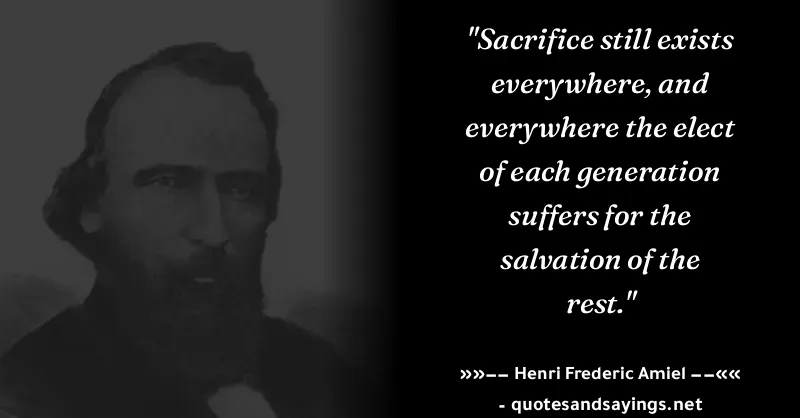 "Sacrifice still exists
everywhere, and
everywhere the elect
of each generation
suffers for the
salvation of the
rest."
»»–– Henri Frederic Amiel ––««
- quotesandsayings.net